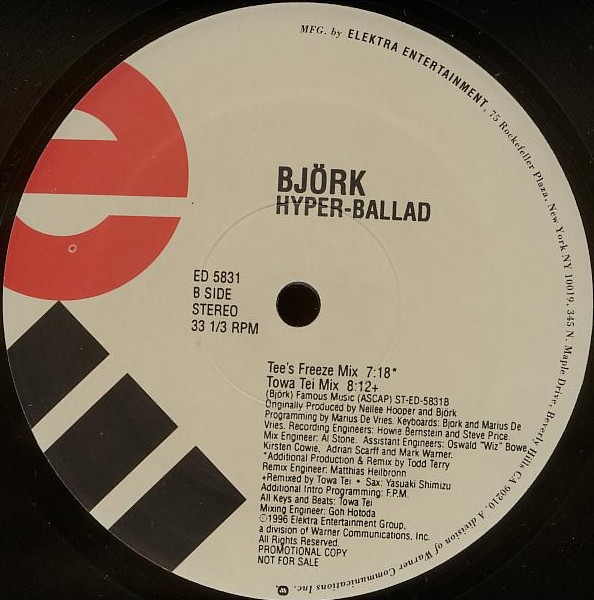 MFG. by ELEKTRA ENTERTAINMENT, 75 Rockefeller Plaza, New York NY 10019, 345 N. Maple Drive, Beverly Hills CA 90210. A division of Warner Communications Inc.
BJÖRK
HYPER-BALLAD
ED 5831
B SIDE
STEREO
33 1/3 RPM
Tee's Freeze Mix 7:18*
Towa Tei Mix 8:12+
(Björk) Famous Music (ASCAP) ST-ED-5831B
Originally Produced by Nellee Hooper and Björk
Programming by Marius De Vries. Keyboards: Bjork and Marius De
Vries. Recording Engineers: Howie Bernstein and Steve Price.
Mix Engineer: Al Stone. Assistant Engineers: Oswald "Wiz" Bowe,
Kirsten Cowie, Adrian Scarff and Mark Warner.
*Additional Production & Remix by Todd Terry
Remix Engineer: Matthias Heilbronn
+Remixed by Towa Tei • Sax: Yasuaki Shimizu
Additional Intro Programming: F.P.M.
All Keys and Beats: Towa Tei
Mixing Engineer: Goh Hotoda
©1996 Elektra Entertainment Group,
a division of Warner Communications, Inc.
All Rights Reserved.
PROMOTIONAL COPY
NOT FOR SALE